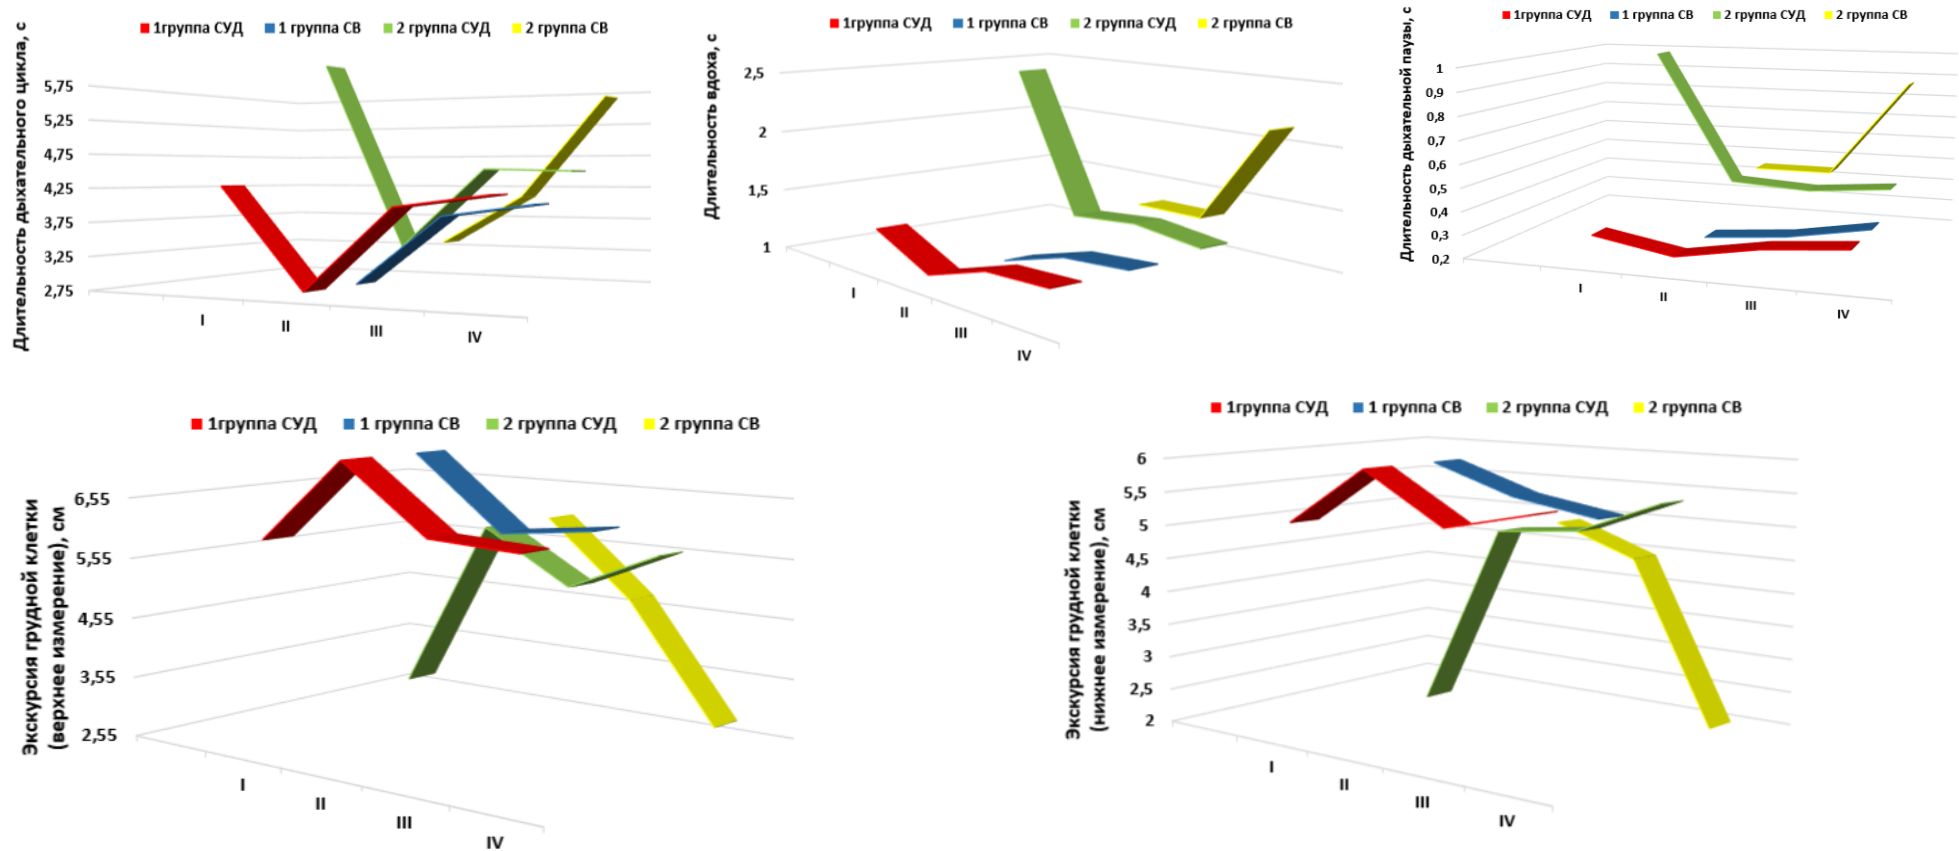 1группа СУД 1 группа СВ 2 группа СУД 2 группа СВ
Длительность дыхательного цикла, с
5,75
5,25
4,75
4,25
3,75
3,25
2,75
I
II
III
IV
1группа СУД 1 группа СВ 2 группа СУД 2 группа СВ
Длительность вдоха, с
2,5
2
1,5
1
I
II
III
IV
1группа СУД 1 группа СВ 2 группа СУД 2 группа СВ
Длительность дыхательной паузы, с
1
0,9
0,8
0,7
0,6
0,5
0,4
0,3
0,2
I
II
III
IV
1группа СУД 1 группа СВ 2 группа СУД 2 группа СВ
Экскурсия грудной клетки
(верхнее измерение), см
6,55
5,55
4,55
3,55
2,55
I
II
III
IV
1группа СУД 1 группа СВ 2 группа СУД 2 группа СВ
Экскурсия грудной клетки
(нижнее измерение), см
6
5,5
5
4,5
4
3,5
3
2,5
2
I
II
III
IV